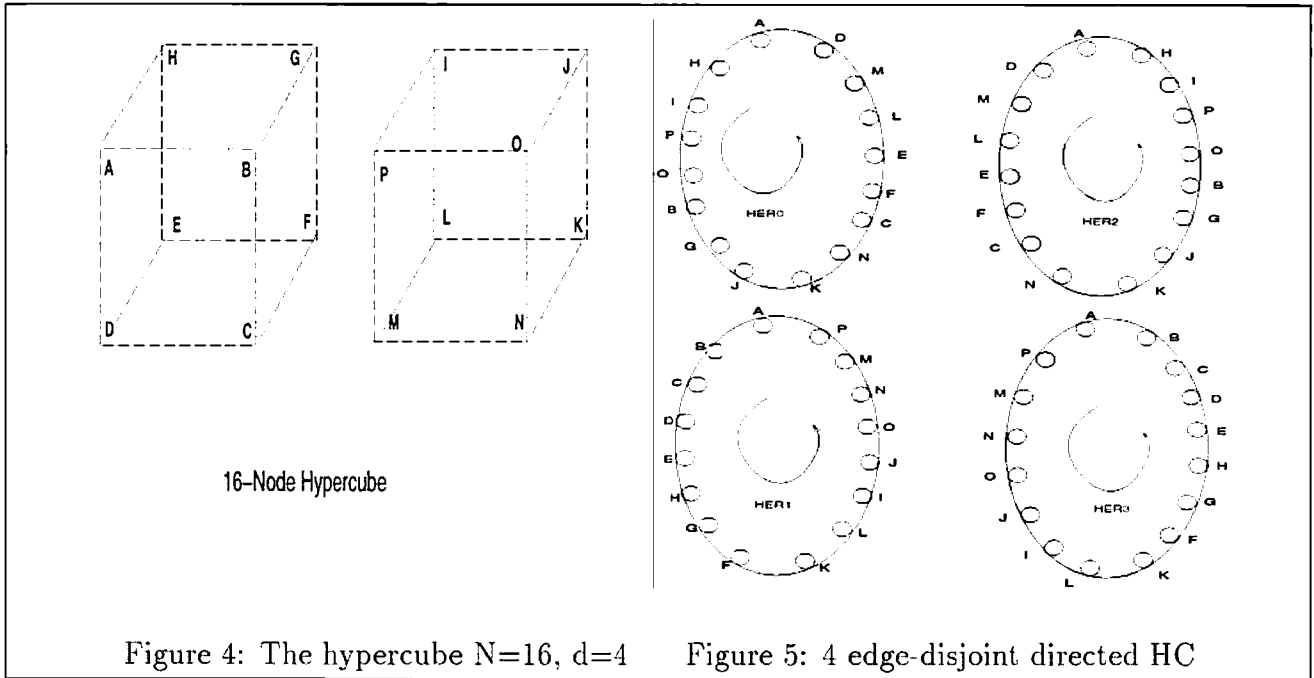 H G I J
A B P O
E F L K
D C M N
16–Node Hypercube
A
D
M
L
E
F
C
N
K
J
G
B
O
P
I
H
HER0
A
H
I
P
O
B
G
J
K
N
C
F
E
L
M
D
HER2
A
P
M
N
O
J
I
L
K
F
G
H
E
D
C
B
HER1
A
B
C
D
E
H
G
F
K
L
I
J
O
N
M
P
HER3
Figure 4: The hypercube N=16, d=4
Figure 5: 4 edge-disjoint directed HC